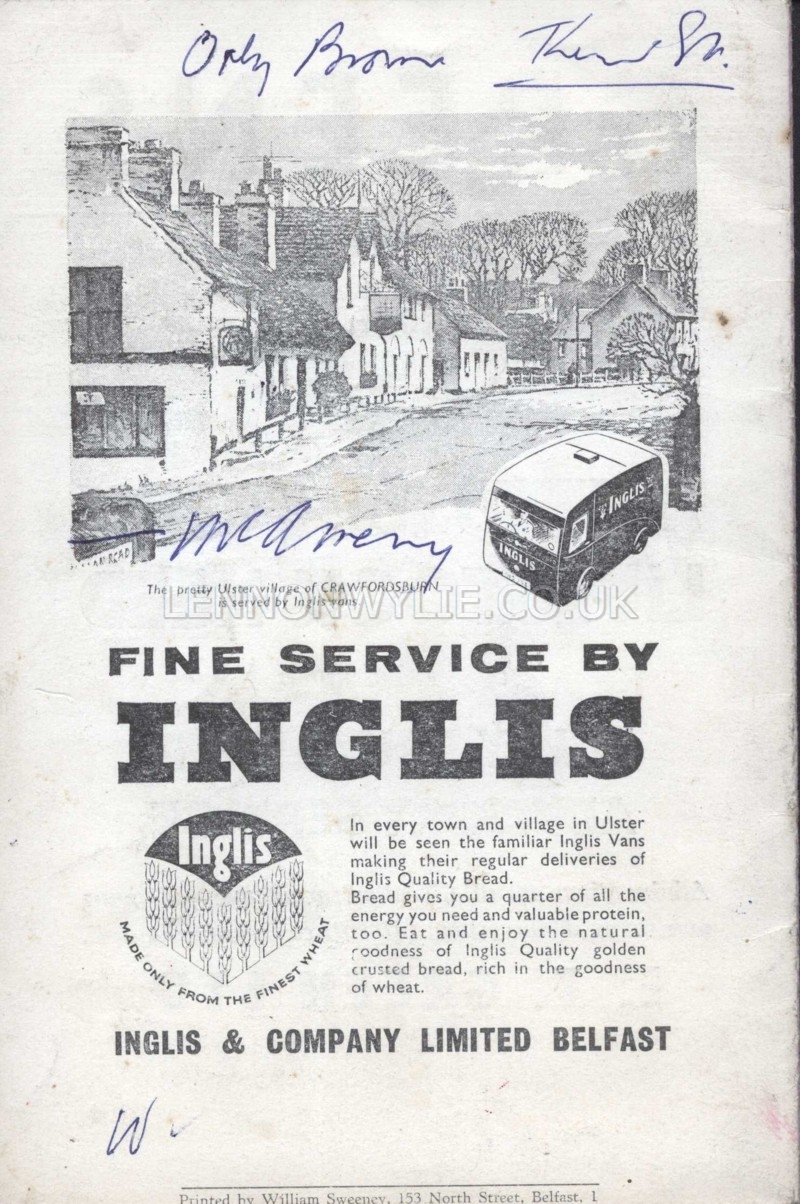 Orly Brown
The pretty Ulster village of CRAWFORDSBURN
is served by Inglis vans
LENNONWYLIE.CO.UK
INGLIS
INGLIS
FINE SERVICE BY
INGLIS
Inglis
MADE ONLY FROM THE FINEST WHEAT
In every town and village in Ulster
will be seen the familiar Inglis Vans
making their regular deliveries of
Inglis Quality Bread.
Bread gives you a quarter of all the
energy you need and valuable protein,
too. Eat and enjoy the natural
goodness of Inglis Quality golden
crusted bread, rich in the goodness
of wheat.
INGLIS & COMPANY LIMITED BELFAST
W
Printed by William Sweeney, 153 North Street, Belfast, 1